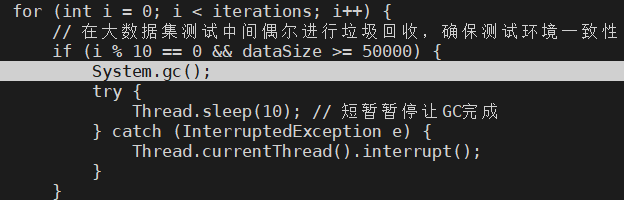 for (int i = 0; i < iterations; i++) {
    // 在大数据集测试中间偶尔进行垃圾回收，确保测试环境一致性
    if (i % 10 == 0 && dataSize >= 50000) {
        System.gc();
        try {
            Thread.sleep(10); // 短暂暂停让GC完成
        } catch (InterruptedException e) {
            Thread.currentThread().interrupt();
        }
    }